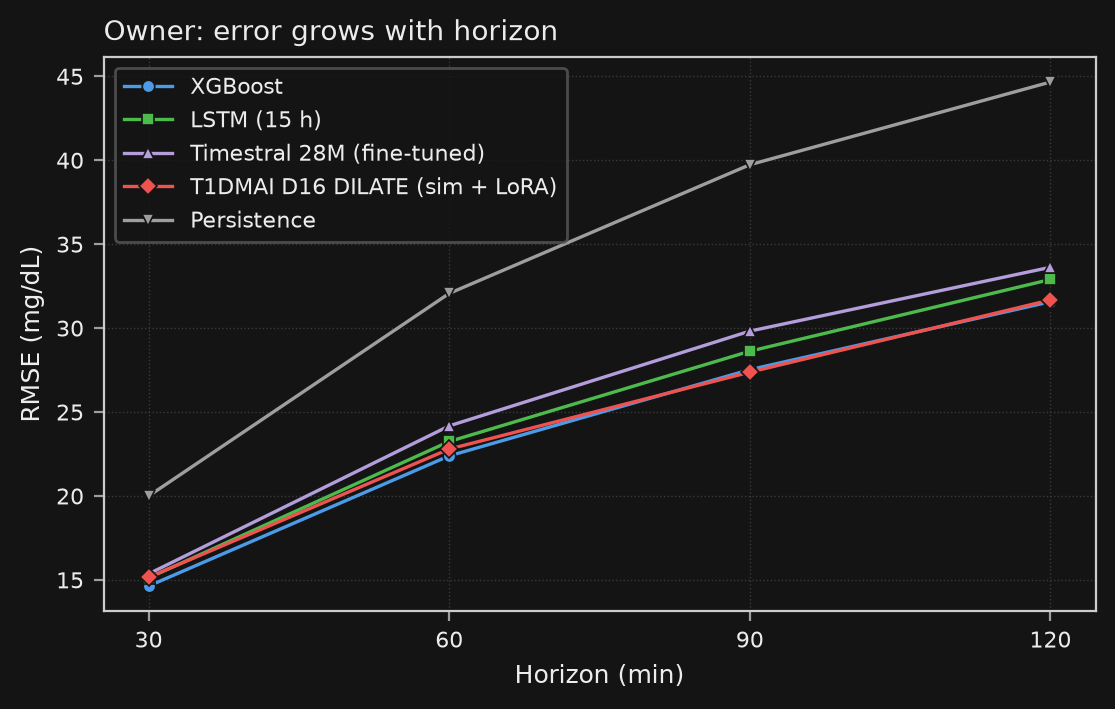 Owner: error grows with horizon
XGBoost
LSTM (15 h)
Timestral 28M (fine-tuned)
T1DMAI D16 DILATE (sim + LoRA)
Persistence
RMSE (mg/dL)
45
40
35
30
25
20
15
30
60
90
120
Horizon (min)